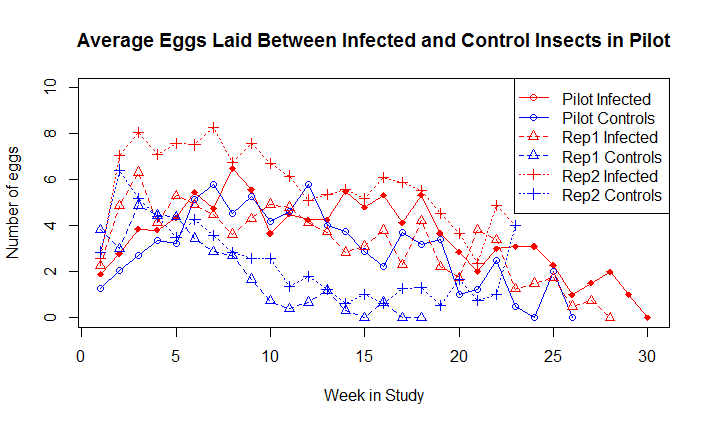 Average Eggs Laid Between Infected and Control Insects in Pilot
Number of eggs
10
8
6
4
2
0
Pilot Infected
Pilot Controls
Rep1 Infected
Rep1 Controls
Rep2 Infected
Rep2 Controls
0 5 10 15 20 25 30
Week in Study